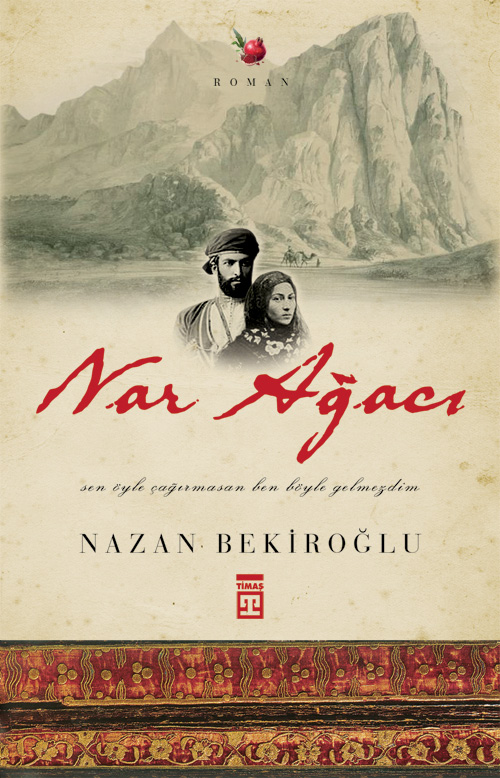 ROMAN
Nar Ağacı
sen öyle çağırmasan ben böyle gelmezdim
NAZAN BEKİROĞLU
TİMAŞ